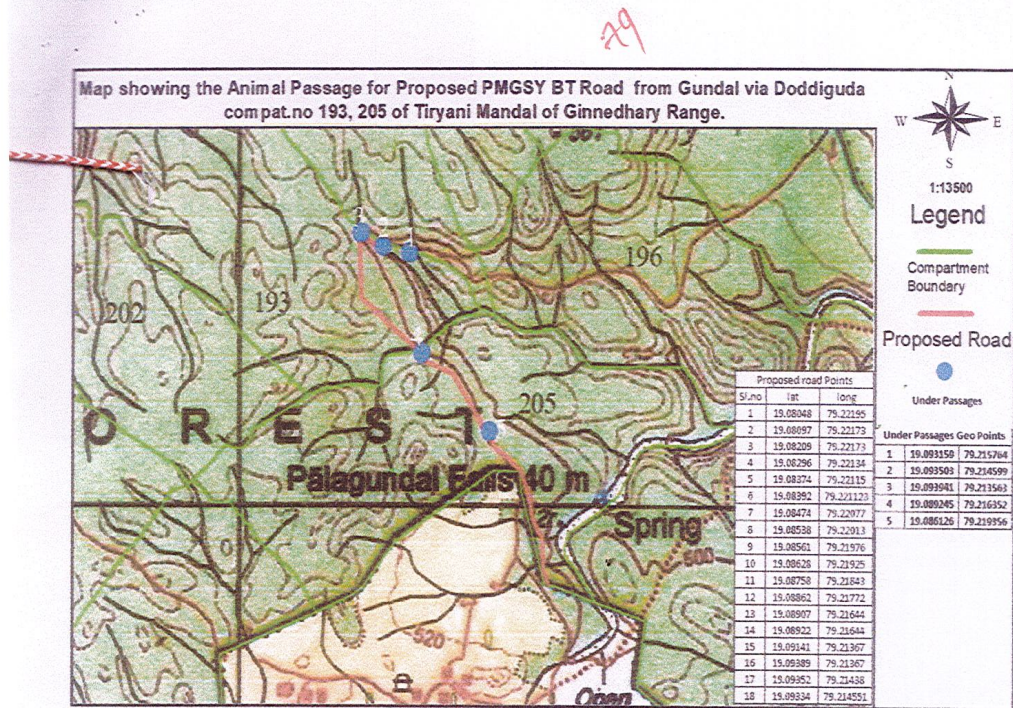 79
Map showing the Animal Passage for Proposed PMGSY BT Road from Gundal via Doddiguda
compat.no 193, 205 of Tiryani Mandal of Ginnedhary Range.
N
W E
S
1:13500
Legend
Compartment
Boundary
Proposed Road
Under Passages
196
202
193
205
O R E S T
Palagundal Falls 40 m
Spring
500
520
Open
Proposed road Points
Sl.no lat long
1 19.08048 79.22195
2 19.08097 79.22173
3 19.08209 79.22173
4 19.08296 79.22134
5 19.08374 79.22115
6 19.08392 79.221123
7 19.08474 79.22077
8 19.08538 79.22013
9 19.08561 79.21976
10 19.08628 79.21925
11 19.08758 79.21843
12 19.08862 79.21772
13 19.08907 79.21644
14 19.08922 79.21644
15 19.09141 79.21367
16 19.09389 79.21367
17 19.09352 79.21438
18 19.09334 79.214551
Under Passages Geo Points
1 19.093159 79.215764
2 19.093503 79.214599
3 19.093941 79.213563
4 19.089245 79.216352
5 19.086126 79.219356